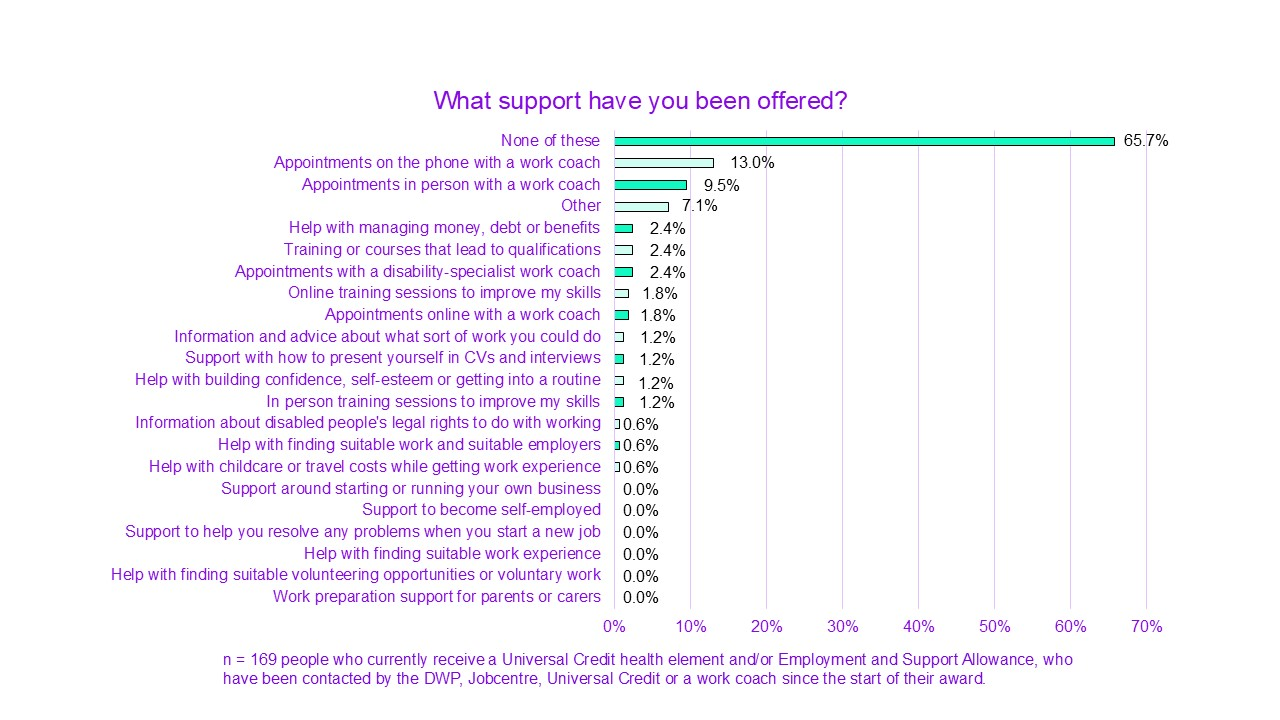 What support have you been offered?
None of these 65.7%
Appointments on the phone with a work coach 13.0%
Appointments in person with a work coach 9.5%
Other 7.1%
Help with managing money, debt or benefits 2.4%
Training or courses that lead to qualifications 2.4%
Appointments with a disability-specialist work coach 2.4%
Online training sessions to improve my skills 1.8%
Appointments online with a work coach 1.8%
Information and advice about what sort of work you could do 1.2%
Support with how to present yourself in CVs and interviews 1.2%
Help with building confidence, self-esteem or getting into a routine 1.2%
In person training sessions to improve my skills 1.2%
Information about disabled people's legal rights to do with working 0.6%
Help with finding suitable work and suitable employers 0.6%
Help with childcare or travel costs while getting work experience 0.6%
Support around starting or running your own business 0.0%
Support to become self-employed 0.0%
Support to help you resolve any problems when you start a new job 0.0%
Help with finding suitable work experience 0.0%
Help with finding suitable volunteering opportunities or voluntary work 0.0%
Work preparation support for parents or carers 0.0%
0% 10% 20% 30% 40% 50% 60% 70%
n = 169 people who currently receive a Universal Credit health element and/or Employment and Support Allowance, who
have been contacted by the DWP, Jobcentre, Universal Credit or a work coach since the start of their award.